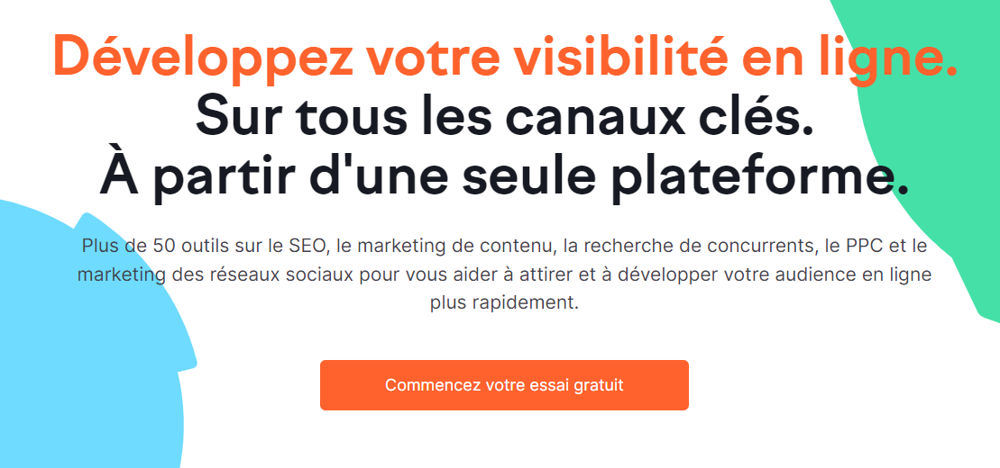 Développez votre visibilité en ligne.
Sur tous les canaux clés.
À partir d'une seule plateforme.
Plus de 50 outils sur le SEO, le marketing de contenu, la recherche de concurrents, le PPC et le
marketing des réseaux sociaux pour vous aider à attirer et à développer votre audience en ligne
plus rapidement.
Commencez votre essai gratuit